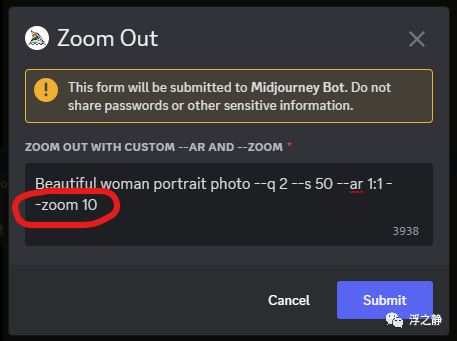 Zoom Out
This form will be submitted to Midjourney Bot. Do not
share passwords or other sensitive information.
ZOOM OUT WITH CUSTOM --AR AND --ZOOM *
Beautiful woman portrait photo --q 2 --s 50 --ar 1:1 -
-zoom 10
3938
Cancel
Submit
浮之静